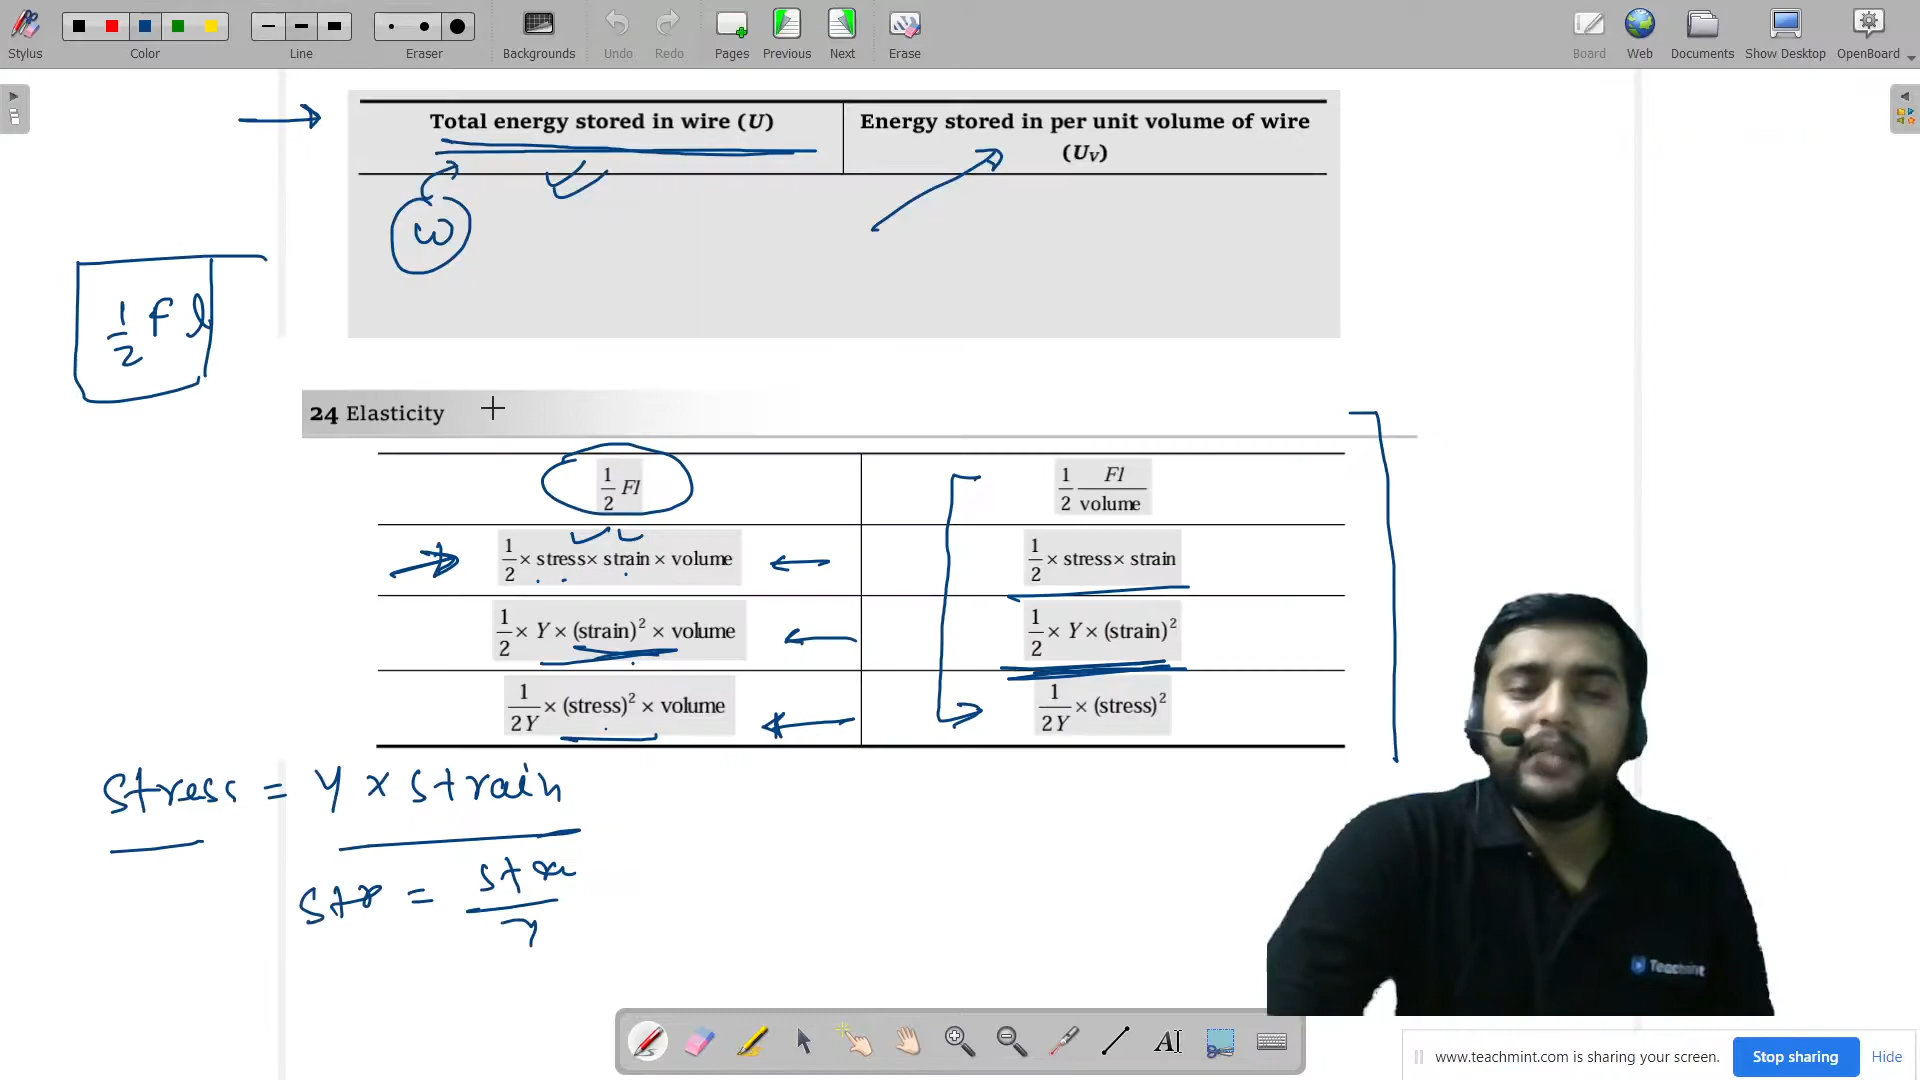 Stylus
Color
Line
Eraser
Backgrounds
Undo
Redo
Pages
Previous
Next
Erase
Board
Web
Documents
Show Desktop
OpenBoard
Total energy stored in wire (U)
Energy stored in per unit volume of wire
(Uv)
W
1/2 F l
24 Elasticity
1/2 Fl
1/2 Fl/volume
1/2 × stress× strain × volume
1/2 × stress× strain
1/2 × Y × (strain)² × volume
1/2 × Y × (strain)²
1/2Y × (stress)² × volume
1/2Y × (stress)²
Stress = Y × strain
Teachmint
www.teachmint.com is sharing your screen.
Stop sharing
Hide